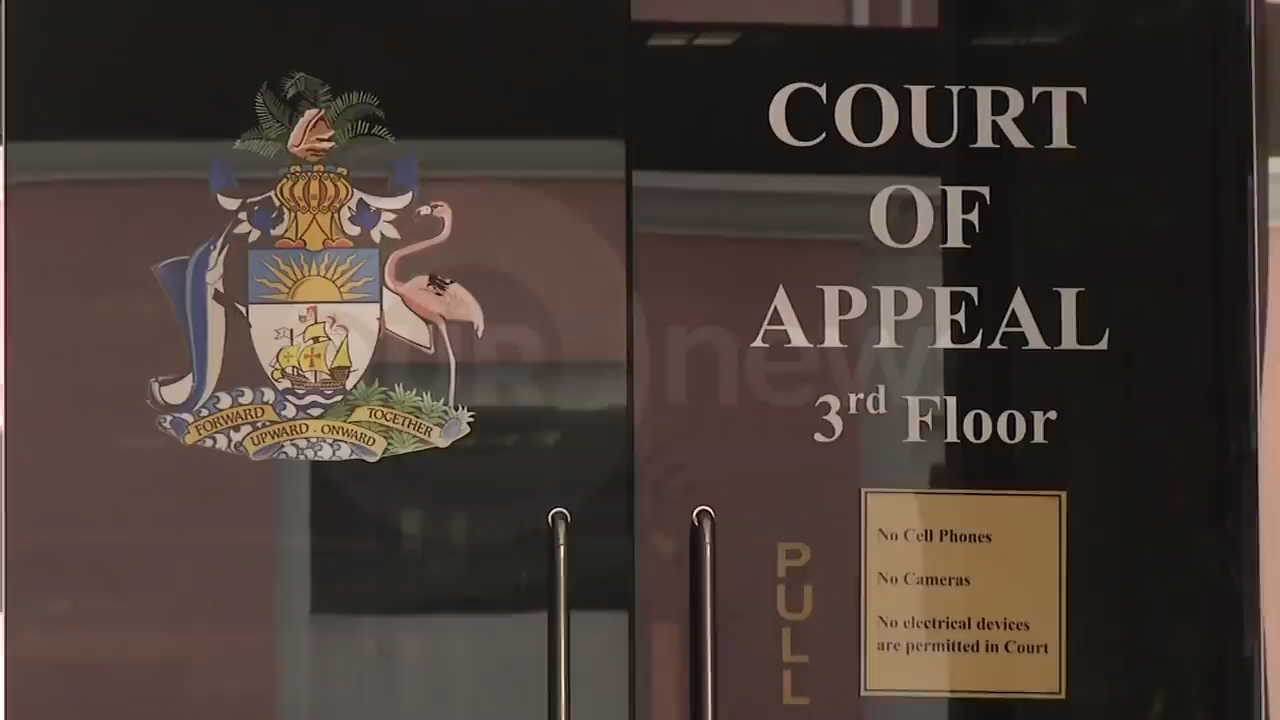 FORWARD
UPWARD · ONWARD
TOGETHER
COURT
OF
APPEAL
3rd Floor
PULL
No Cell Phones
No Cameras
No electrical devices
are permitted in Court
new